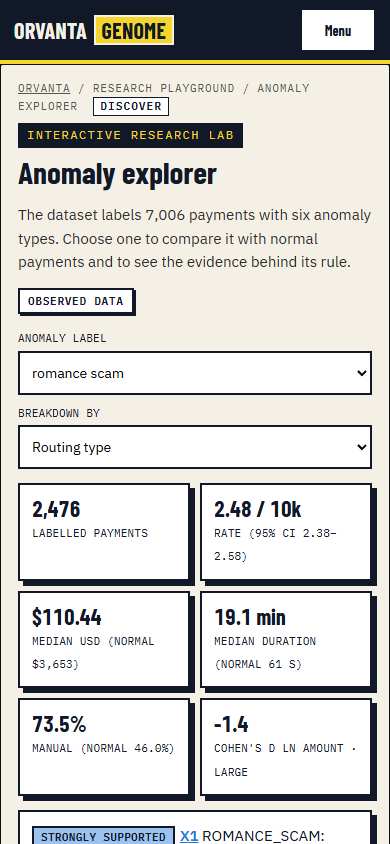 ORVANTA GENOME
Menu
ORVANTA / RESEARCH PLAYGROUND / ANOMALY
EXPLORER DISCOVER
INTERACTIVE RESEARCH LAB
Anomaly explorer
The dataset labels 7,006 payments with six anomaly
types. Choose one to compare it with normal
payments and to see the evidence behind its rule.
OBSERVED DATA
ANOMALY LABEL
romance scam
BREAKDOWN BY
Routing type
2,476
LABELLED PAYMENTS
2.48 / 10k
RATE (95% CI 2.38–
2.58)
$110.44
MEDIAN USD (NORMAL
$3,653)
19.1 min
MEDIAN DURATION
(NORMAL 61 S)
73.5%
MANUAL (NORMAL 46.0%)
-1.4
COHEN'S D LN AMOUNT ·
LARGE
STRONGLY SUPPORTED X1 ROMANCE_SCAM: